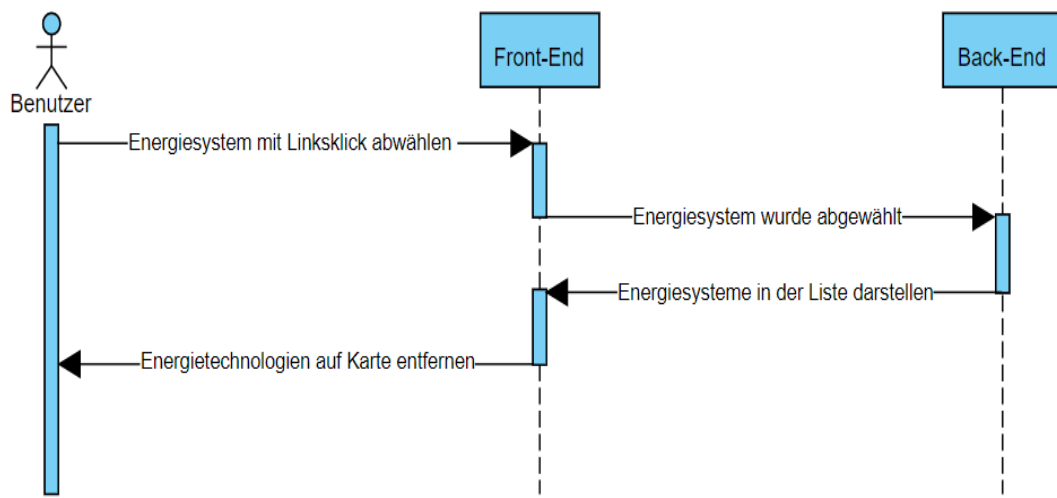 Front-End
Back-End
Benutzer
Energiesystem mit Linksklick abwählen
Energiesystem wurde abgewählt
Energiesysteme in der Liste darstellen
Energietechnologien auf Karte entfernen